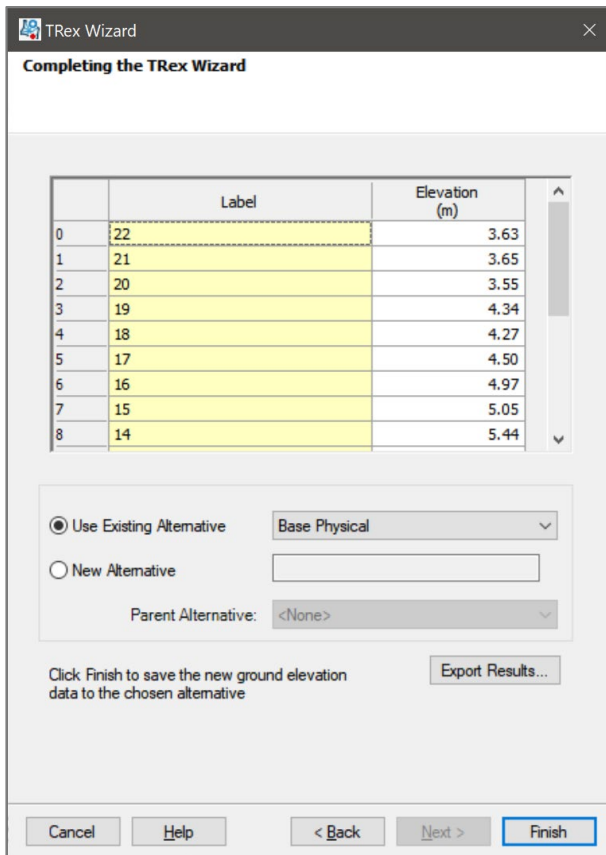 TRex Wizard
Completing the TRex Wizard
Label Elevation (m)
0 22 3.63
1 21 3.65
2 20 3.55
3 19 4.34
4 18 4.27
5 17 4.50
6 16 4.97
7 15 5.05
8 14 5.44
Use Existing Alternative Base Physical
New Alternative
Parent Alternative: <None>
Click Finish to save the new ground elevation Export Results...
data to the chosen alternative
Cancel Help < Back Next > Finish